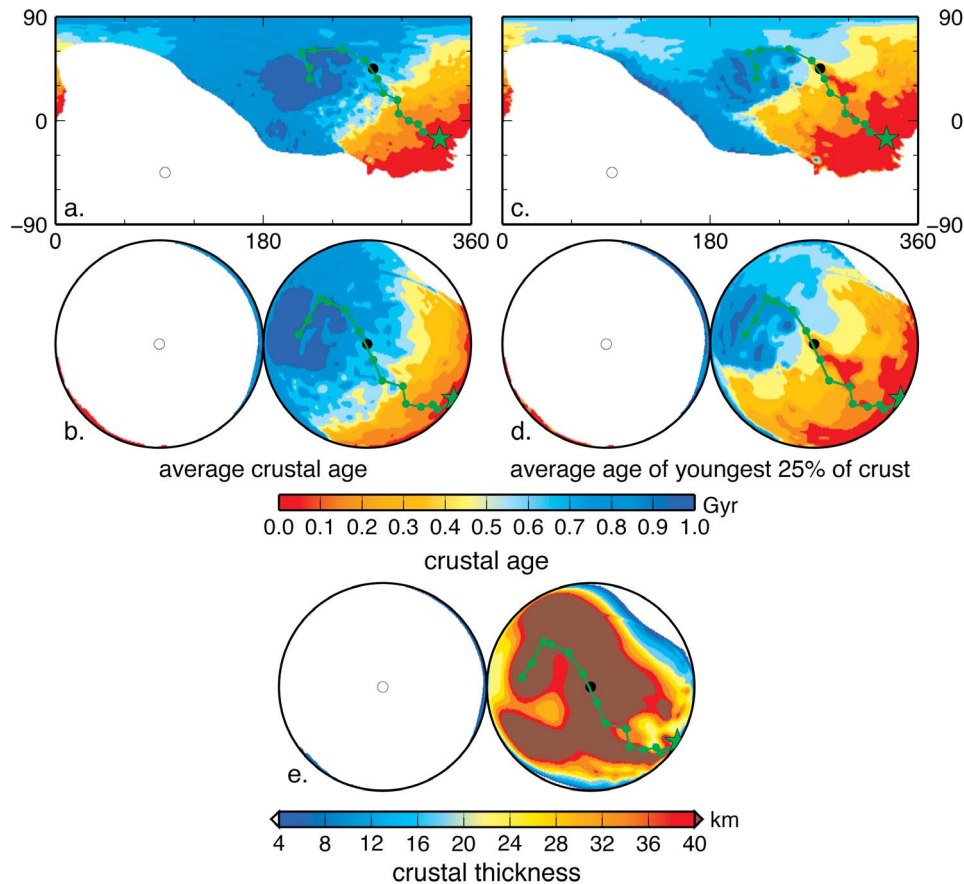 90 90
0 0
a. c.
−90 −90
0 180 360 180 360
b. d.
average crustal age average age of youngest 25% of crust
Gyr
0.0 0.1 0.2 0.3 0.4 0.5 0.6 0.7 0.8 0.9 1.0
crustal age
e.
km
4 8 12 16 20 24 28 32 36 40
crustal thickness